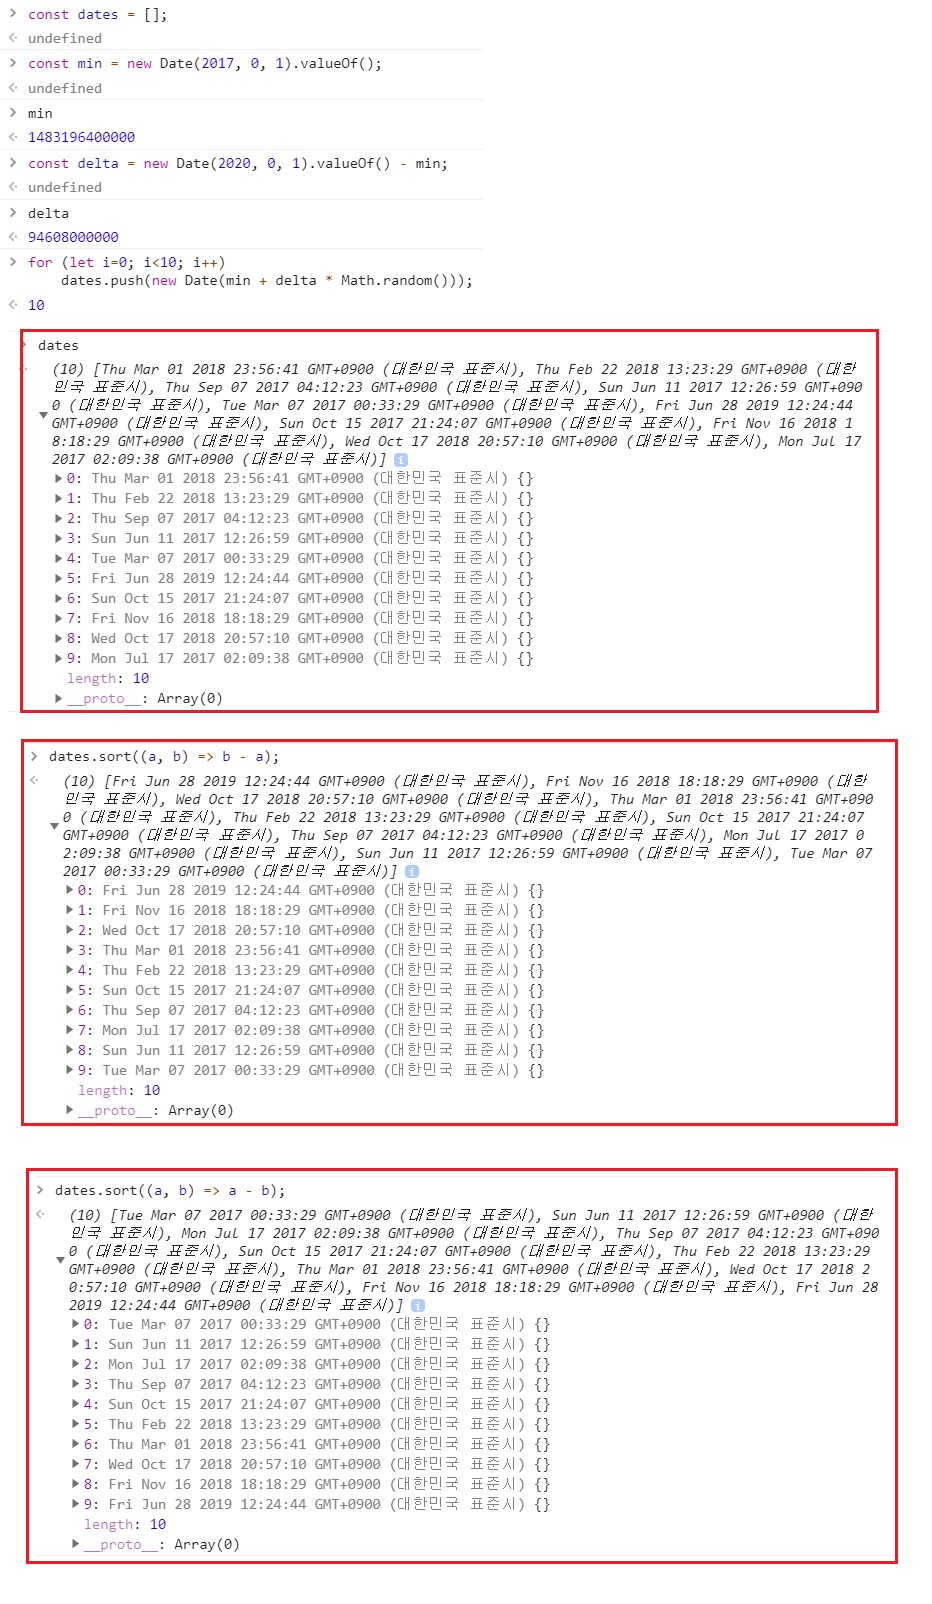 > const dates = [];
undefined
> const min = new Date(2017, 0, 1).valueOf();
undefined
> min
1483196400000
> const delta = new Date(2020, 0, 1).valueOf() - min;
undefined
> delta
94608000000
> for (let i=0; i<10; i++)
dates.push(new Date(min + delta * Math.random()));
10
dates
(10) [Thu Mar 01 2018 23:56:41 GMT+0900 (대한민국 표준시), Thu Feb 22 2018 13:23:29 GMT+0900 (대한
민국 표준시), Thu Sep 07 2017 04:12:23 GMT+0900 (대한민국 표준시), Sun Jun 11 2017 12:26:59 GMT+090
0 (대한민국 표준시), Tue Mar 07 2017 00:33:29 GMT+0900 (대한민국 표준시), Fri Jun 28 2019 12:24:44
GMT+0900 (대한민국 표준시), Sun Oct 15 2017 21:24:07 GMT+0900 (대한민국 표준시), Fri Nov 16 2018 1
8:18:29 GMT+0900 (대한민국 표준시), Wed Oct 17 2018 20:57:10 GMT+0900 (대한민국 표준시), Mon Jul 17
2017 02:09:38 GMT+0900 (대한민국 표준시)] i
0: Thu Mar 01 2018 23:56:41 GMT+0900 (대한민국 표준시) {}
1: Thu Feb 22 2018 13:23:29 GMT+0900 (대한민국 표준시) {}
2: Thu Sep 07 2017 04:12:23 GMT+0900 (대한민국 표준시) {}
3: Sun Jun 11 2017 12:26:59 GMT+0900 (대한민국 표준시) {}
4: Tue Mar 07 2017 00:33:29 GMT+0900 (대한민국 표준시) {}
5: Fri Jun 28 2019 12:24:44 GMT+0900 (대한민국 표준시) {}
6: Sun Oct 15 2017 21:24:07 GMT+0900 (대한민국 표준시) {}
7: Fri Nov 16 2018 18:18:29 GMT+0900 (대한민국 표준시) {}
8: Wed Oct 17 2018 20:57:10 GMT+0900 (대한민국 표준시) {}
9: Mon Jul 17 2017 02:09:38 GMT+0900 (대한민국 표준시) {}
length: 10
__proto__: Array(0)
> dates.sort((a, b) => b - a);
(10) [Fri Jun 28 2019 12:24:44 GMT+0900 (대한민국 표준시), Fri Nov 16 2018 18:18:29 GMT+0900 (대한
민국 표준시), Wed Oct 17 2018 20:57:10 GMT+0900 (대한민국 표준시), Thu Mar 01 2018 23:56:41 GMT+090
0 (대한민국 표준시), Thu Feb 22 2018 13:23:29 GMT+0900 (대한민국 표준시), Sun Oct 15 2017 21:24:07
GMT+0900 (대한민국 표준시), Thu Sep 07 2017 04:12:23 GMT+0900 (대한민국 표준시), Mon Jul 17 2017 0
2:09:38 GMT+0900 (대한민국 표준시), Sun Jun 11 2017 12:26:59 GMT+0900 (대한민국 표준시), Tue Mar 07
2017 00:33:29 GMT+0900 (대한민국 표준시)] i
0: Fri Jun 28 2019 12:24:44 GMT+0900 (대한민국 표준시) {}
1: Fri Nov 16 2018 18:18:29 GMT+0900 (대한민국 표준시) {}
2: Wed Oct 17 2018 20:57:10 GMT+0900 (대한민국 표준시) {}
3: Thu Mar 01 2018 23:56:41 GMT+0900 (대한민국 표준시) {}
4: Thu Feb 22 2018 13:23:29 GMT+0900 (대한민국 표준시) {}
5: Sun Oct 15 2017 21:24:07 GMT+0900 (대한민국 표준시) {}
6: Thu Sep 07 2017 04:12:23 GMT+0900 (대한민국 표준시) {}
7: Mon Jul 17 2017 02:09:38 GMT+0900 (대한민국 표준시) {}
8: Sun Jun 11 2017 12:26:59 GMT+0900 (대한민국 표준시) {}
9: Tue Mar 07 2017 00:33:29 GMT+0900 (대한민국 표준시) {}
length: 10
__proto__: Array(0)
> dates.sort((a, b) => a - b);
(10) [Tue Mar 07 2017 00:33:29 GMT+0900 (대한민국 표준시), Sun Jun 11 2017 12:26:59 GMT+0900 (대한
민국 표준시), Mon Jul 17 2017 02:09:38 GMT+0900 (대한민국 표준시), Thu Sep 07 2017 04:12:23 GMT+090
0 (대한민국 표준시), Sun Oct 15 2017 21:24:07 GMT+0900 (대한민국 표준시), Thu Feb 22 2018 13:23:29
GMT+0900 (대한민국 표준시), Thu Mar 01 2018 23:56:41 GMT+0900 (대한민국 표준시), Wed Oct 17 2018 2
0:57:10 GMT+0900 (대한민국 표준시), Fri Nov 16 2018 18:18:29 GMT+0900 (대한민국 표준시), Fri Jun 28
2019 12:24:44 GMT+0900 (대한민국 표준시)] i
0: Tue Mar 07 2017 00:33:29 GMT+0900 (대한민국 표준시) {}
1: Sun Jun 11 2017 12:26:59 GMT+0900 (대한민국 표준시) {}
2: Mon Jul 17 2017 02:09:38 GMT+0900 (대한민국 표준시) {}
3: Thu Sep 07 2017 04:12:23 GMT+0900 (대한민국 표준시) {}
4: Sun Oct 15 2017 21:24:07 GMT+0900 (대한민국 표준시) {}
5: Thu Feb 22 2018 13:23:29 GMT+0900 (대한민국 표준시) {}
6: Thu Mar 01 2018 23:56:41 GMT+0900 (대한민국 표준시) {}
7: Wed Oct 17 2018 20:57:10 GMT+0900 (대한민국 표준시) {}
8: Fri Nov 16 2018 18:18:29 GMT+0900 (대한민국 표준시) {}
9: Fri Jun 28 2019 12:24:44 GMT+0900 (대한민국 표준시) {}
length: 10
__proto__: Array(0)